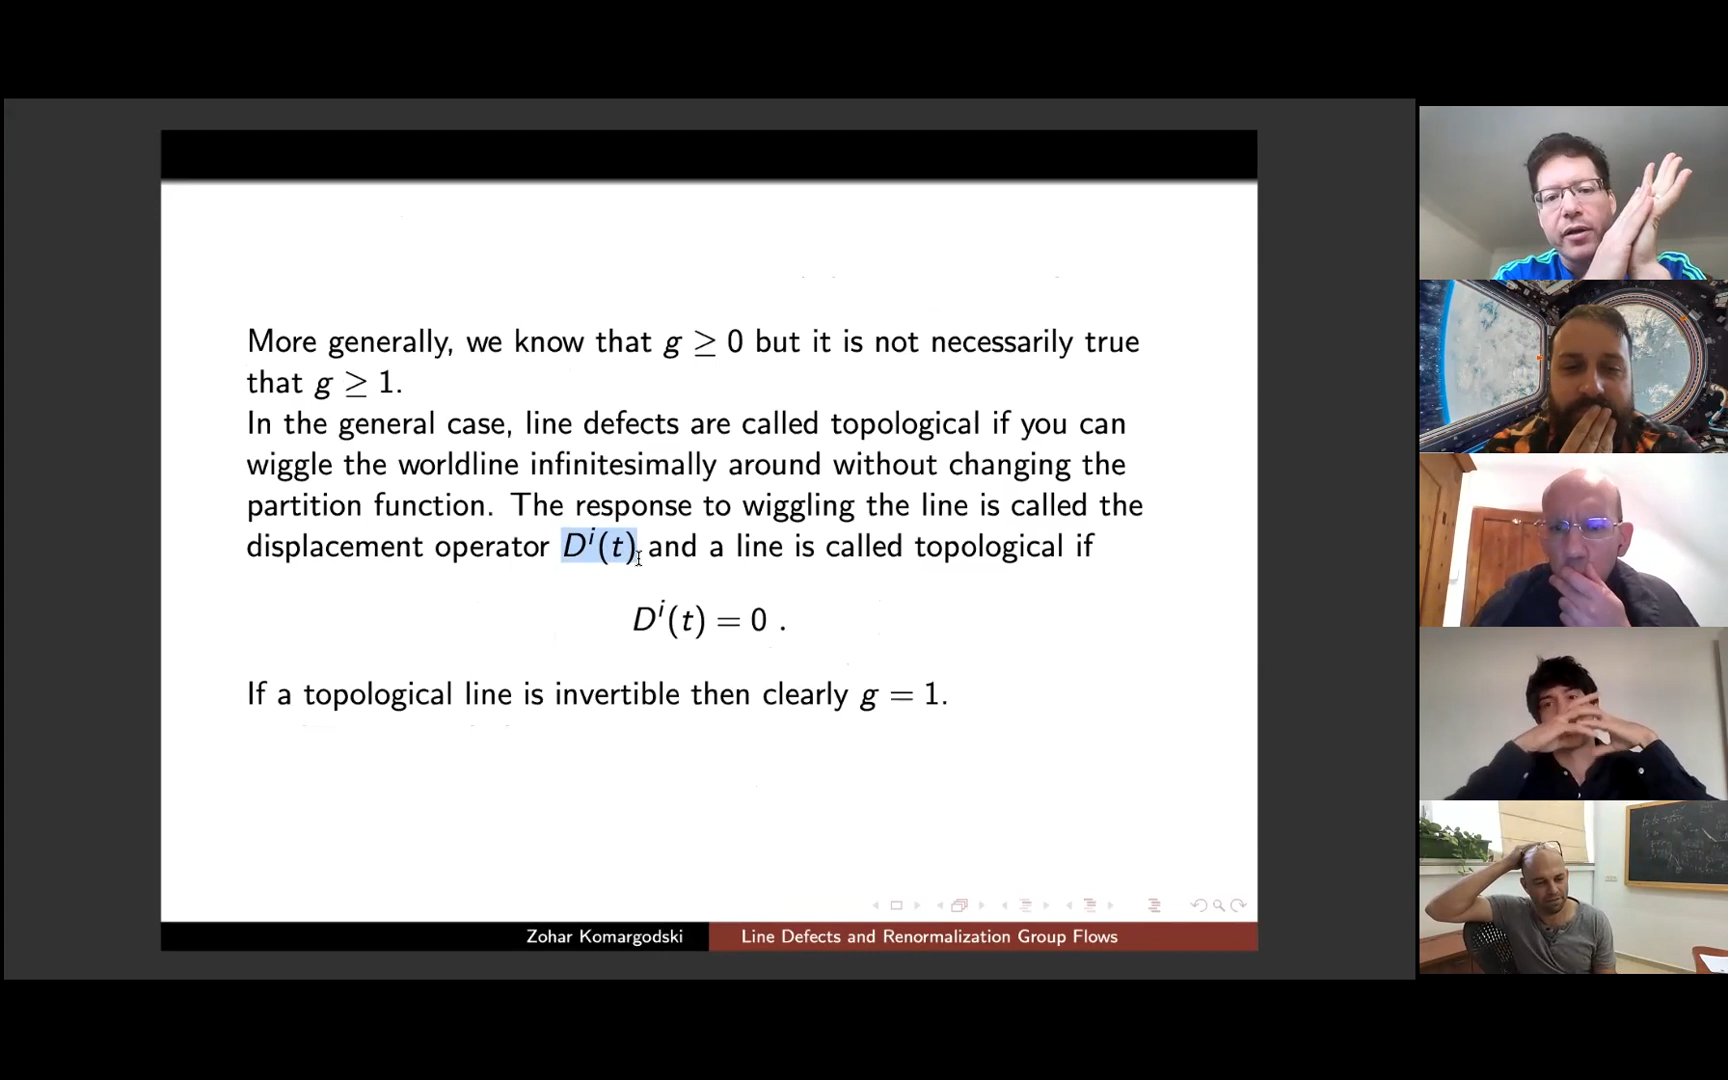 More generally, we know that g ≥ 0 but it is not necessarily true
that g ≥ 1.
In the general case, line defects are called topological if you can
wiggle the worldline infinitesimally around without changing the
partition function. The response to wiggling the line is called the
displacement operator Dⁱ(t) and a line is called topological if
Dⁱ(t) = 0 .
If a topological line is invertible then clearly g = 1.
Zohar Komargodski
Line Defects and Renormalization Group Flows